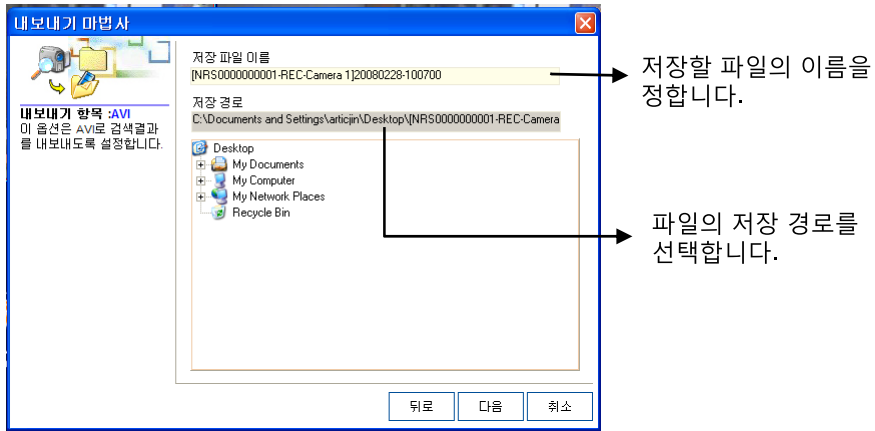 내보내기 마법사
저장 파일 이름
[NRS0000000001-REC-Camera 1]20080228-100700
저장할 파일의 이름을
정합니다.
저장 경로
C:\Documents and Settings\articjin\Desktop\[NRS0000000001-REC-Camera
내보내기 항목 :AVI
이 옵션은 AVI로 검색결과
를 내보내도록 설정합니다.
Desktop
My Documents
My Computer
My Network Places
Recycle Bin
파일의 저장 경로를
선택합니다.
뒤로
다음
취소